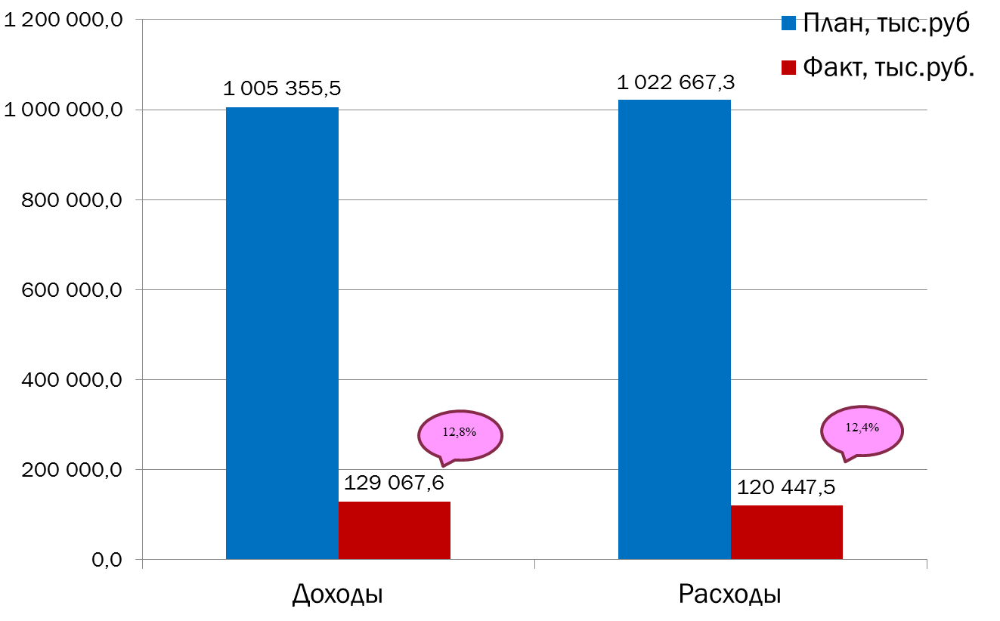 1 200 000,0
1 000 000,0
800 000,0
600 000,0
400 000,0
200 000,0
0,0
План, тыс.руб
Факт, тыс.руб.
1 005 355,5
1 022 667,3
12,8%
12,4%
129 067,6
120 447,5
Доходы
Расходы